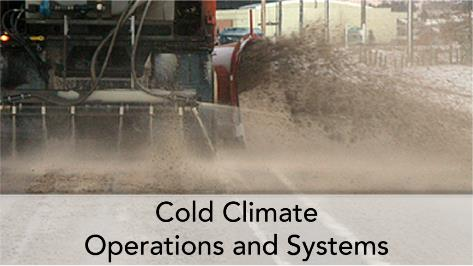 Cold Climate
Operations and Systems